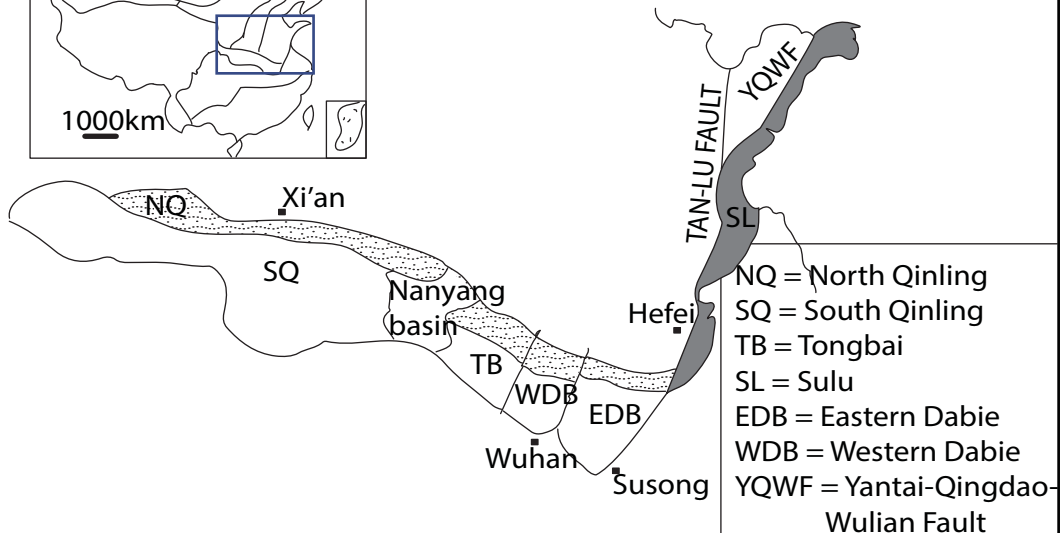 1000km
YQWF
TAN-LU FAULT
NQ
Xi’an
SL
SQ
Nanyang
basin
Hefei
TB
WDB
EDB
Wuhan
Susong
NQ = North Qinling
SQ = South Qinling
TB = Tongbai
SL = Sulu
EDB = Eastern Dabie
WDB = Western Dabie
YQWF = Yantai-Qingdao-
Wulian Fault